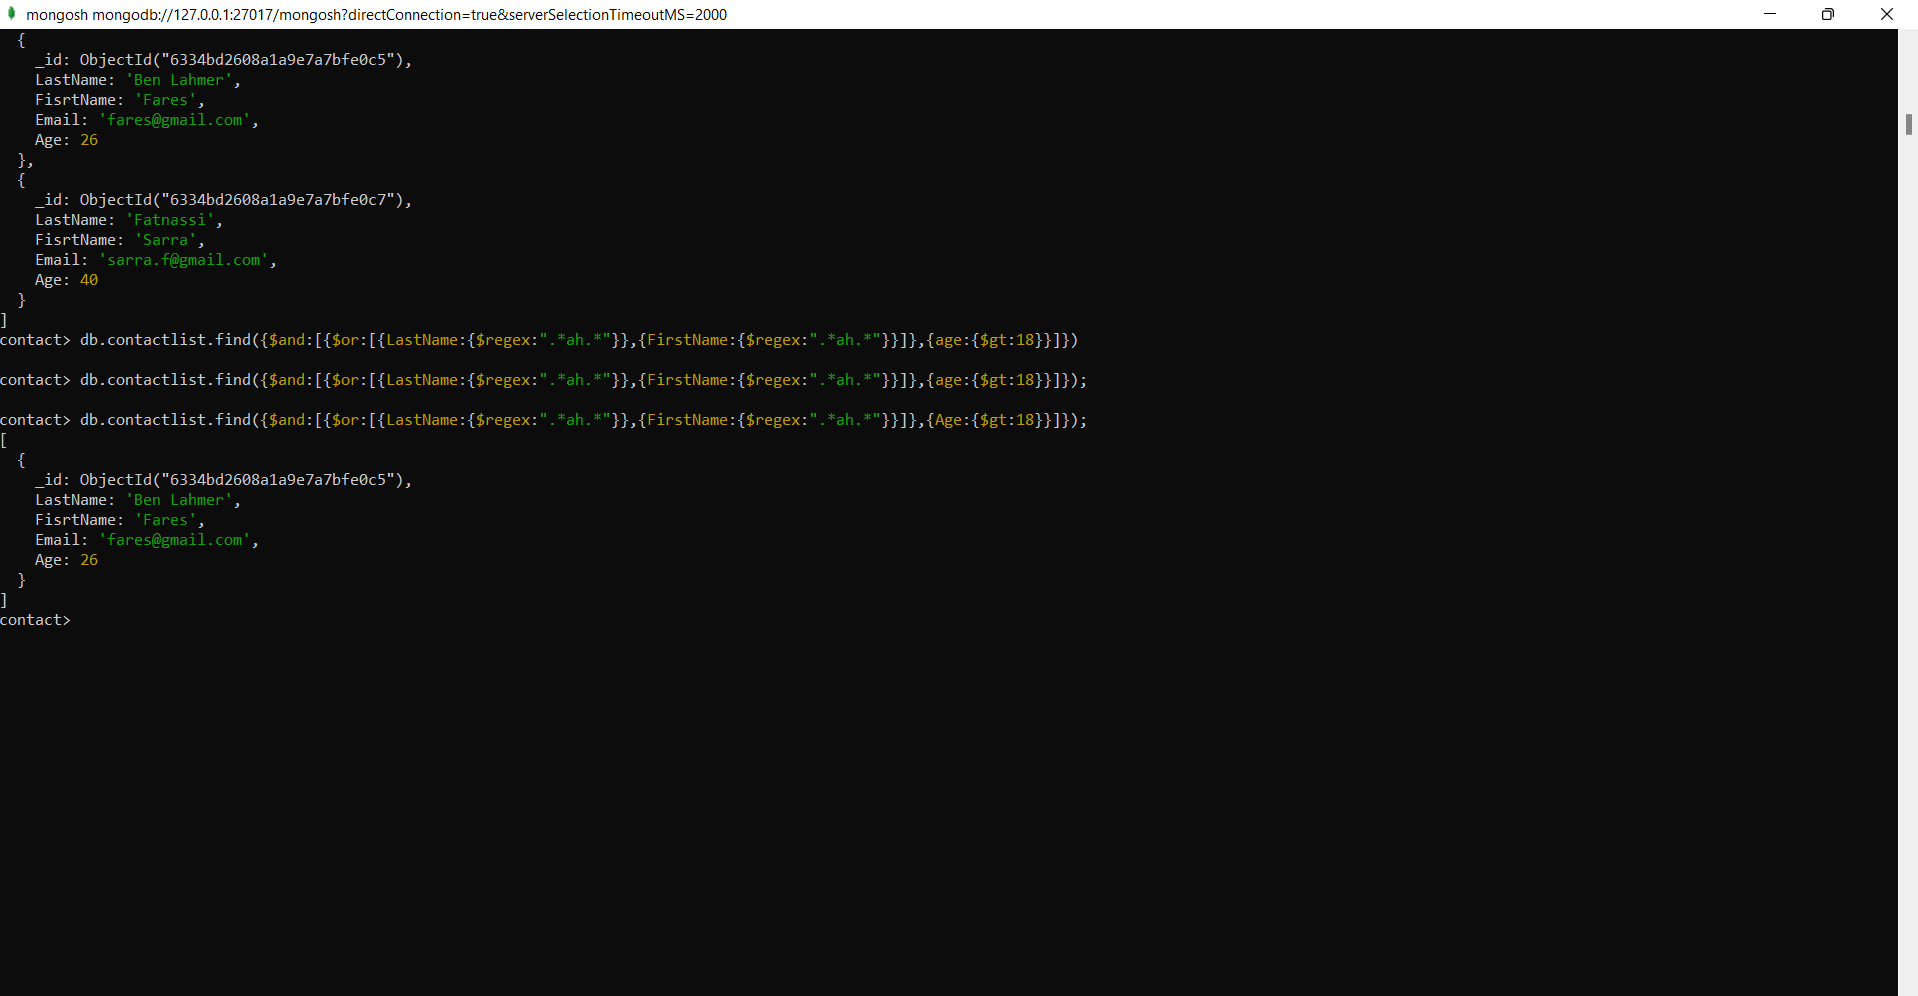 mongosh mongodb://127.0.0.1:27017/mongosh?directConnection=true&serverSelectionTimeoutMS=2000
{
_id: ObjectId("6334bd2608a1a9e7a7bfe0c5"),
LastName: 'Ben Lahmer',
FisrtName: 'Fares',
Email: 'fares@gmail.com',
Age: 26
},
{
_id: ObjectId("6334bd2608a1a9e7a7bfe0c7"),
LastName: 'Fatnassi',
FisrtName: 'Sarra',
Email: 'sarra.f@gmail.com',
Age: 40
}
]
contact> db.contactlist.find({$and:[{$or:[{LastName:{$regex:".*ah.*"}},{FirstName:{$regex:".*ah.*"}}]},{age:{$gt:18}}]})
contact> db.contactlist.find({$and:[{$or:[{LastName:{$regex:".*ah.*"}},{FirstName:{$regex:".*ah.*"}}]},{age:{$gt:18}}]});
contact> db.contactlist.find({$and:[{$or:[{LastName:{$regex:".*ah.*"}},{FirstName:{$regex:".*ah.*"}}]},{Age:{$gt:18}}]});
[
{
_id: ObjectId("6334bd2608a1a9e7a7bfe0c5"),
LastName: 'Ben Lahmer',
FisrtName: 'Fares',
Email: 'fares@gmail.com',
Age: 26
}
]
contact>